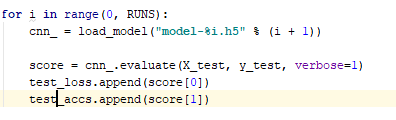 for i in range(0, RUNS):
    cnn_ = load_model("model-%i.h5" % (i + 1))

    score = cnn_.evaluate(X_test, y_test, verbose=1)
    test_loss.append(score[0])
    test_accs.append(score[1])